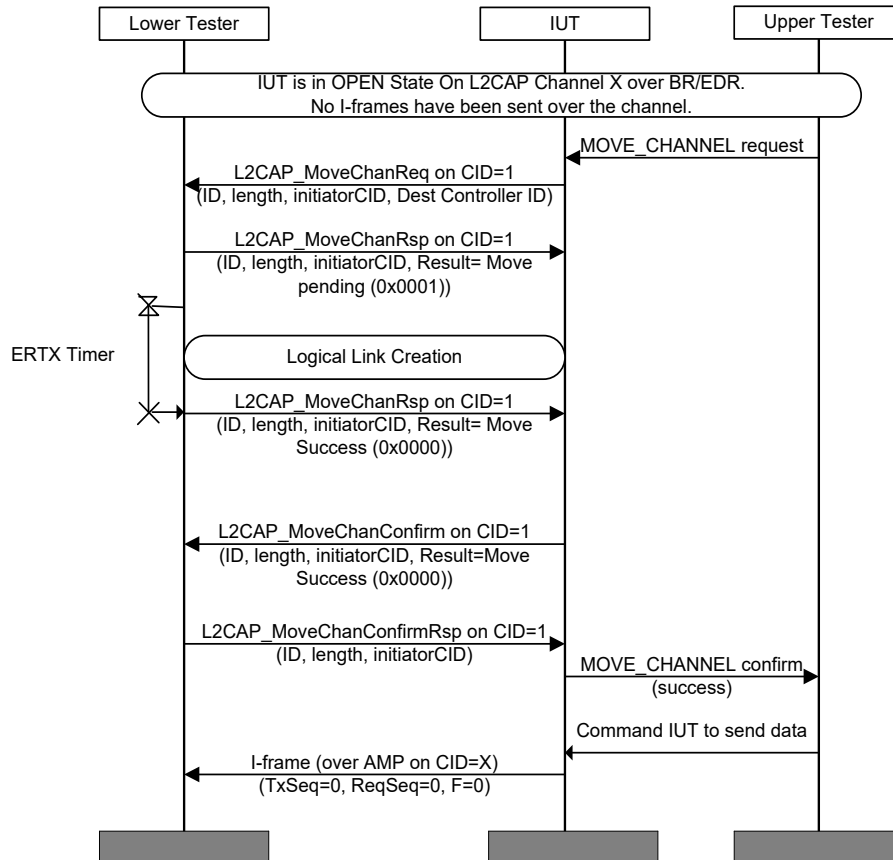 Lower Tester
IUT
Upper Tester
IUT is in OPEN State On L2CAP Channel X over BR/EDR.
No I-frames have been sent over the channel.
MOVE_CHANNEL request
L2CAP_MoveChanReq on CID=1
(ID, length, initiatorCID, Dest Controller ID)
L2CAP_MoveChanRsp on CID=1
(ID, length, initiatorCID, Result= Move
pending (0x0001))
ERTX Timer
Logical Link Creation
L2CAP_MoveChanRsp on CID=1
(ID, length, initiatorCID, Result= Move
Success (0x0000))
L2CAP_MoveChanConfirm on CID=1
(ID, length, initiatorCID, Result=Move
Success (0x0000))
L2CAP_MoveChanConfirmRsp on CID=1
(ID, length, initiatorCID)
MOVE_CHANNEL confirm
(success)
Command IUT to send data
I-frame (over AMP on CID=X)
(TxSeq=0, ReqSeq=0, F=0)